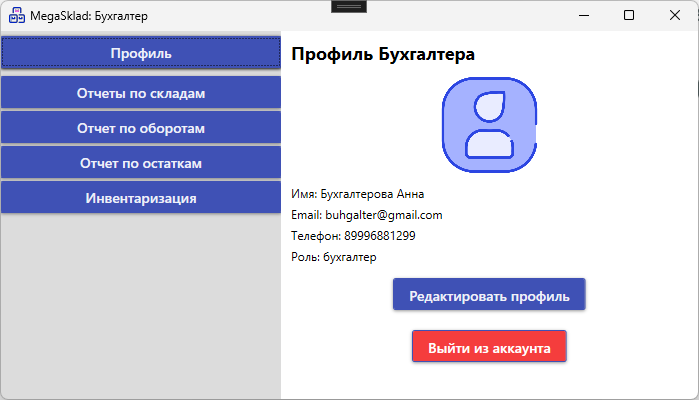 MegaSklad: Бухгалтер
Профиль
Отчеты по складам
Отчет по оборотам
Отчет по остаткам
Инвентаризация
Профиль Бухгалтера
Имя: Бухгалтерова Анна
Email: buhgalter@gmail.com
Телефон: 89996881299
Роль: бухгалтер
Редактировать профиль
Выйти из аккаунта